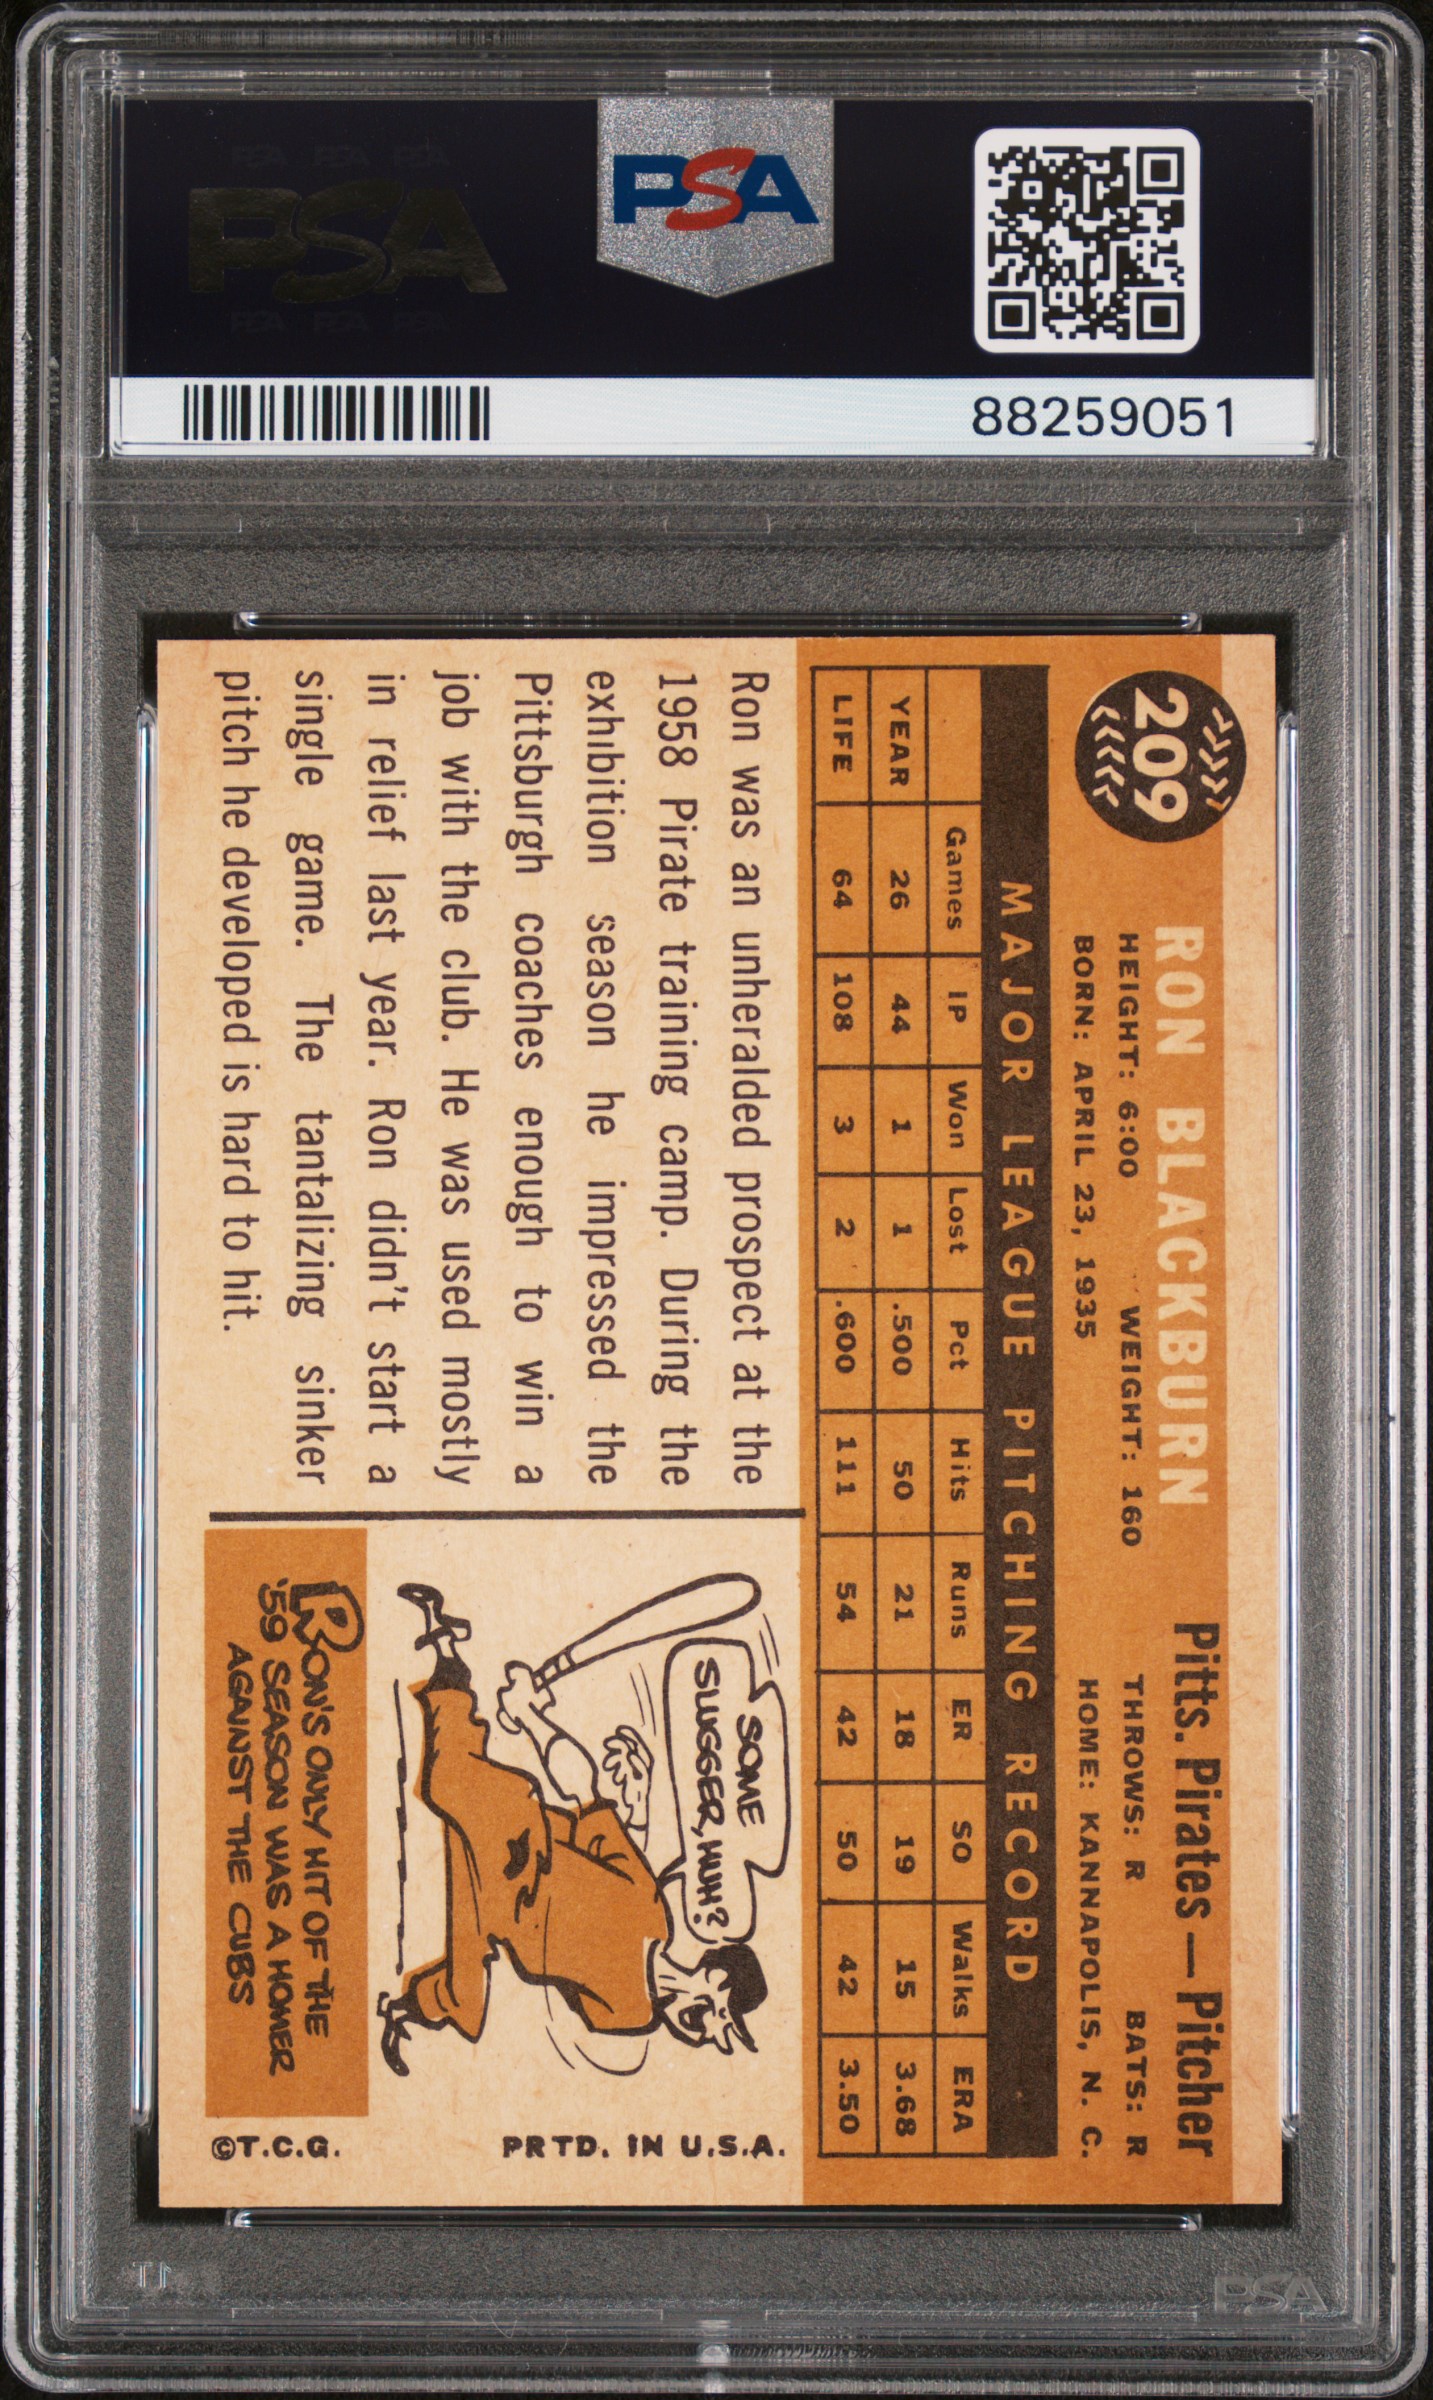 PSA PSA PSA
PSA
PSA PSA PSA
PSA
88259051
209
RON BLACKBURN
Pitts. Pirates — Pitcher
HEIGHT: 6:00 WEIGHT: 160 THROWS: R BATS: R
BORN: APRIL 23, 1935 HOME: KANNAPOLIS, N. C.
MAJOR LEAGUE PITCHING RECORD
Games IP Won Lost Pct Hits Runs ER SO Walks ERA
YEAR 26 44 1 1 .500 50 21 18 19 15 3.68
LIFE 64 108 3 2 .600 111 54 42 50 42 3.50
Ron was an unheralded prospect at the
1958 Pirate training camp. During the
exhibition season he impressed the
Pittsburgh coaches enough to win a
job with the club. He was used mostly
in relief last year. Ron didn't start a
single game. The tantalizing sinker
pitch he developed is hard to hit.
SOME
SLUGGER, HUH?
RON'S ONLY HIT OF THE
'59 SEASON WAS A HOMER
AGAINST THE CUBS
PRTD. IN U.S.A.
©T.C.G.
PSA